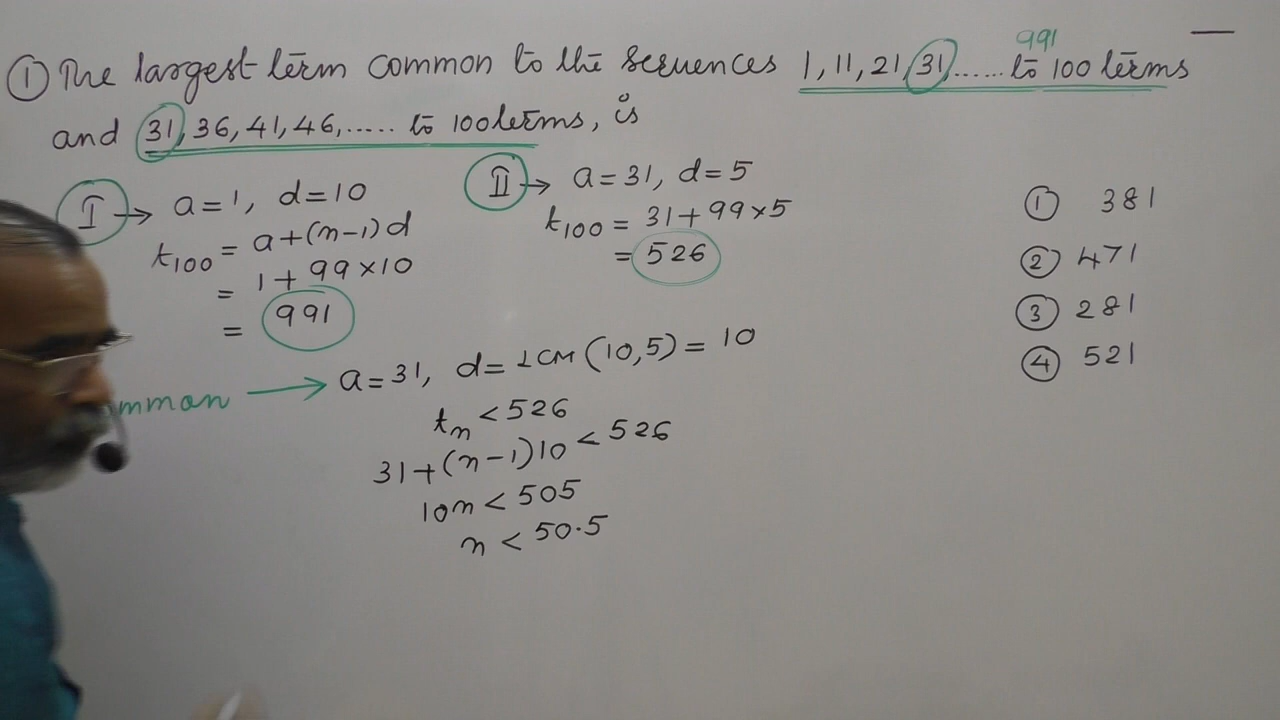 991
① The largest term common to the sequences 1, 11, 21, 31, ...... to 100 terms
and 31, 36, 41, 46, ..... to 100 terms, is
I → a = 1, d = 10
t100 = a + (n - 1) d
= 1 + 99 × 10
= 991
II → a = 31, d = 5
t100 = 31 + 99 × 5
= 526
① 381
② 471
③ 281
④ 521
ommon → a = 31, d = LCM (10, 5) = 10
tn < 526
31 + (n - 1) 10 < 526
10n < 505
n < 50.5